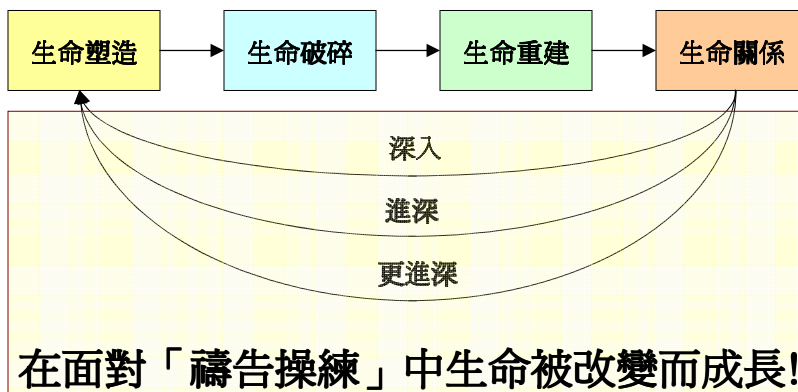 生命塑造 生命破碎 生命重建 生命關係
深入
進深
更進深
在面對「禱告操練」中生命被改變而成長!